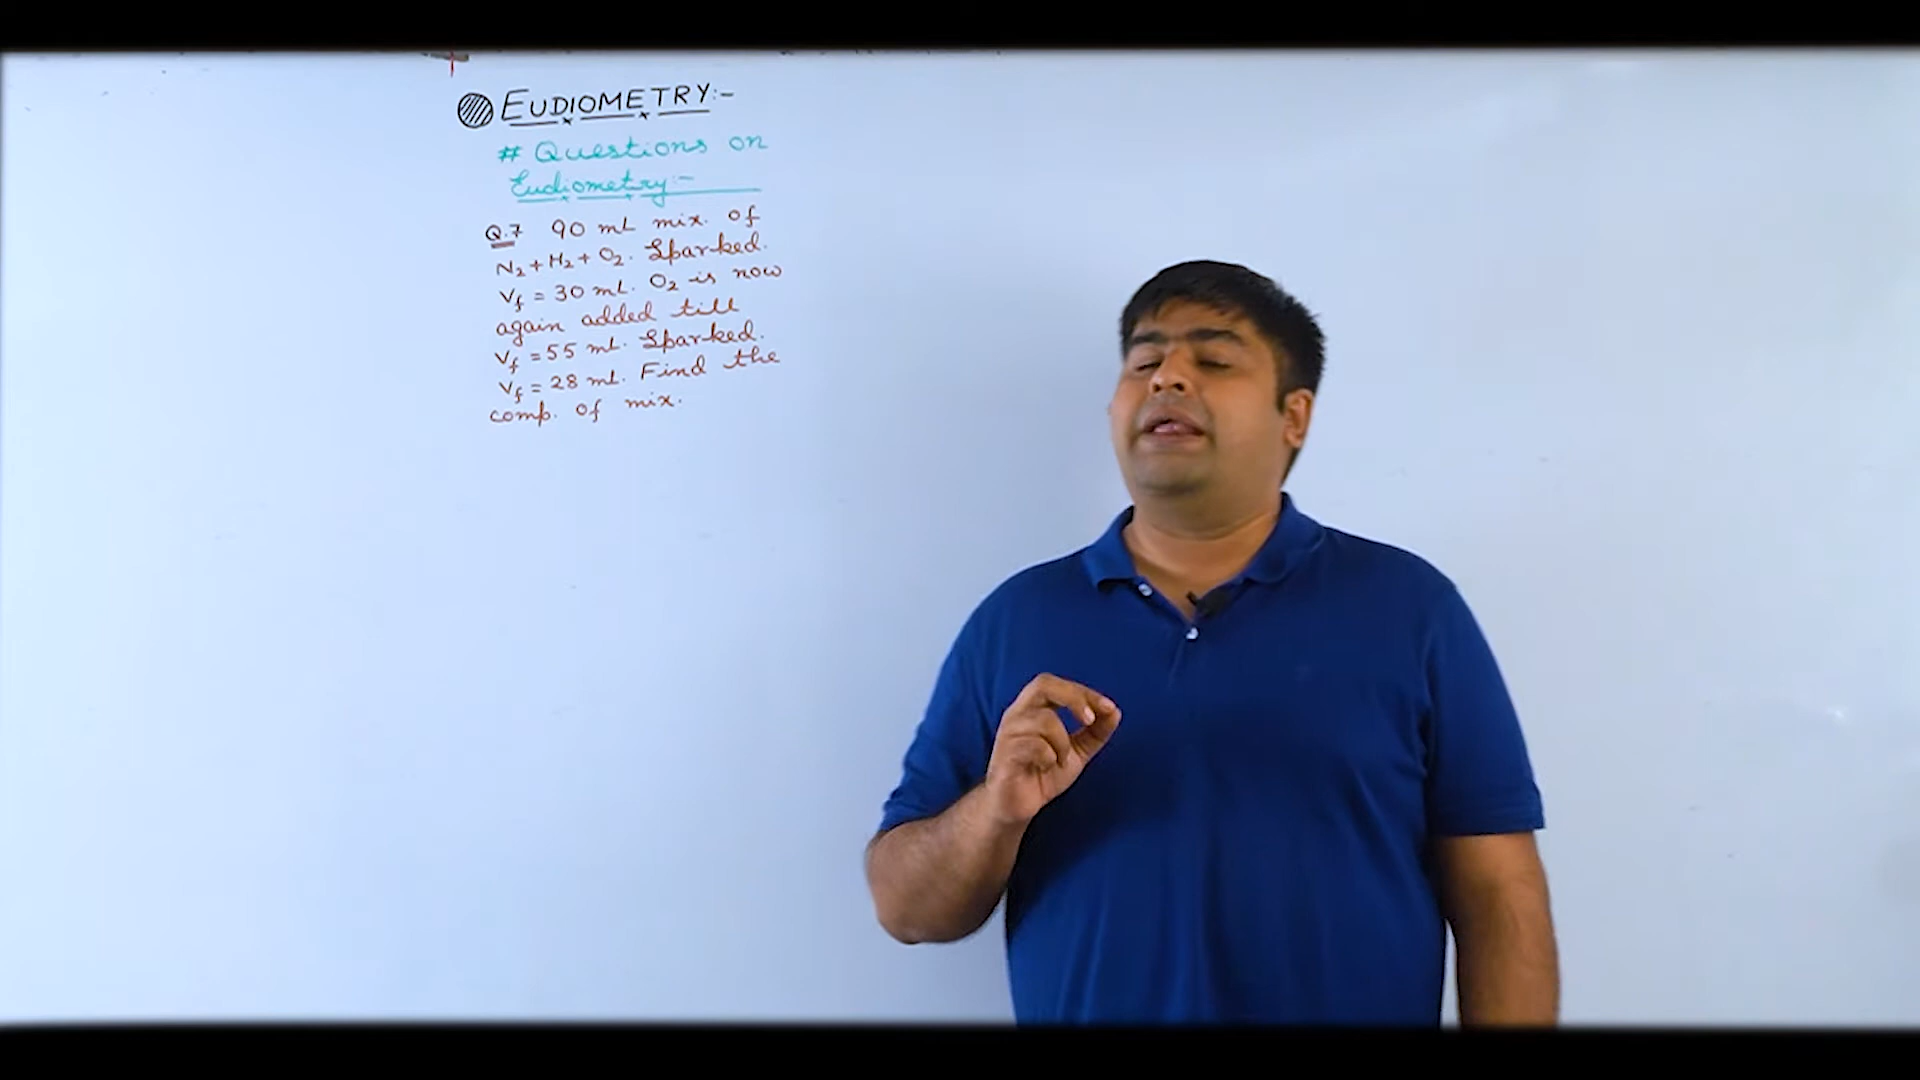 EUDIOMETRY:-
# Questions on
Eudiometry:-
Q.7 90 mL mix. of
N₂+H₂+O₂. Sparked.
Vf = 30 mL. O₂ is now
again added till
Vf = 55 mL. Sparked.
Vf = 28 mL. Find the
comp. of mix.